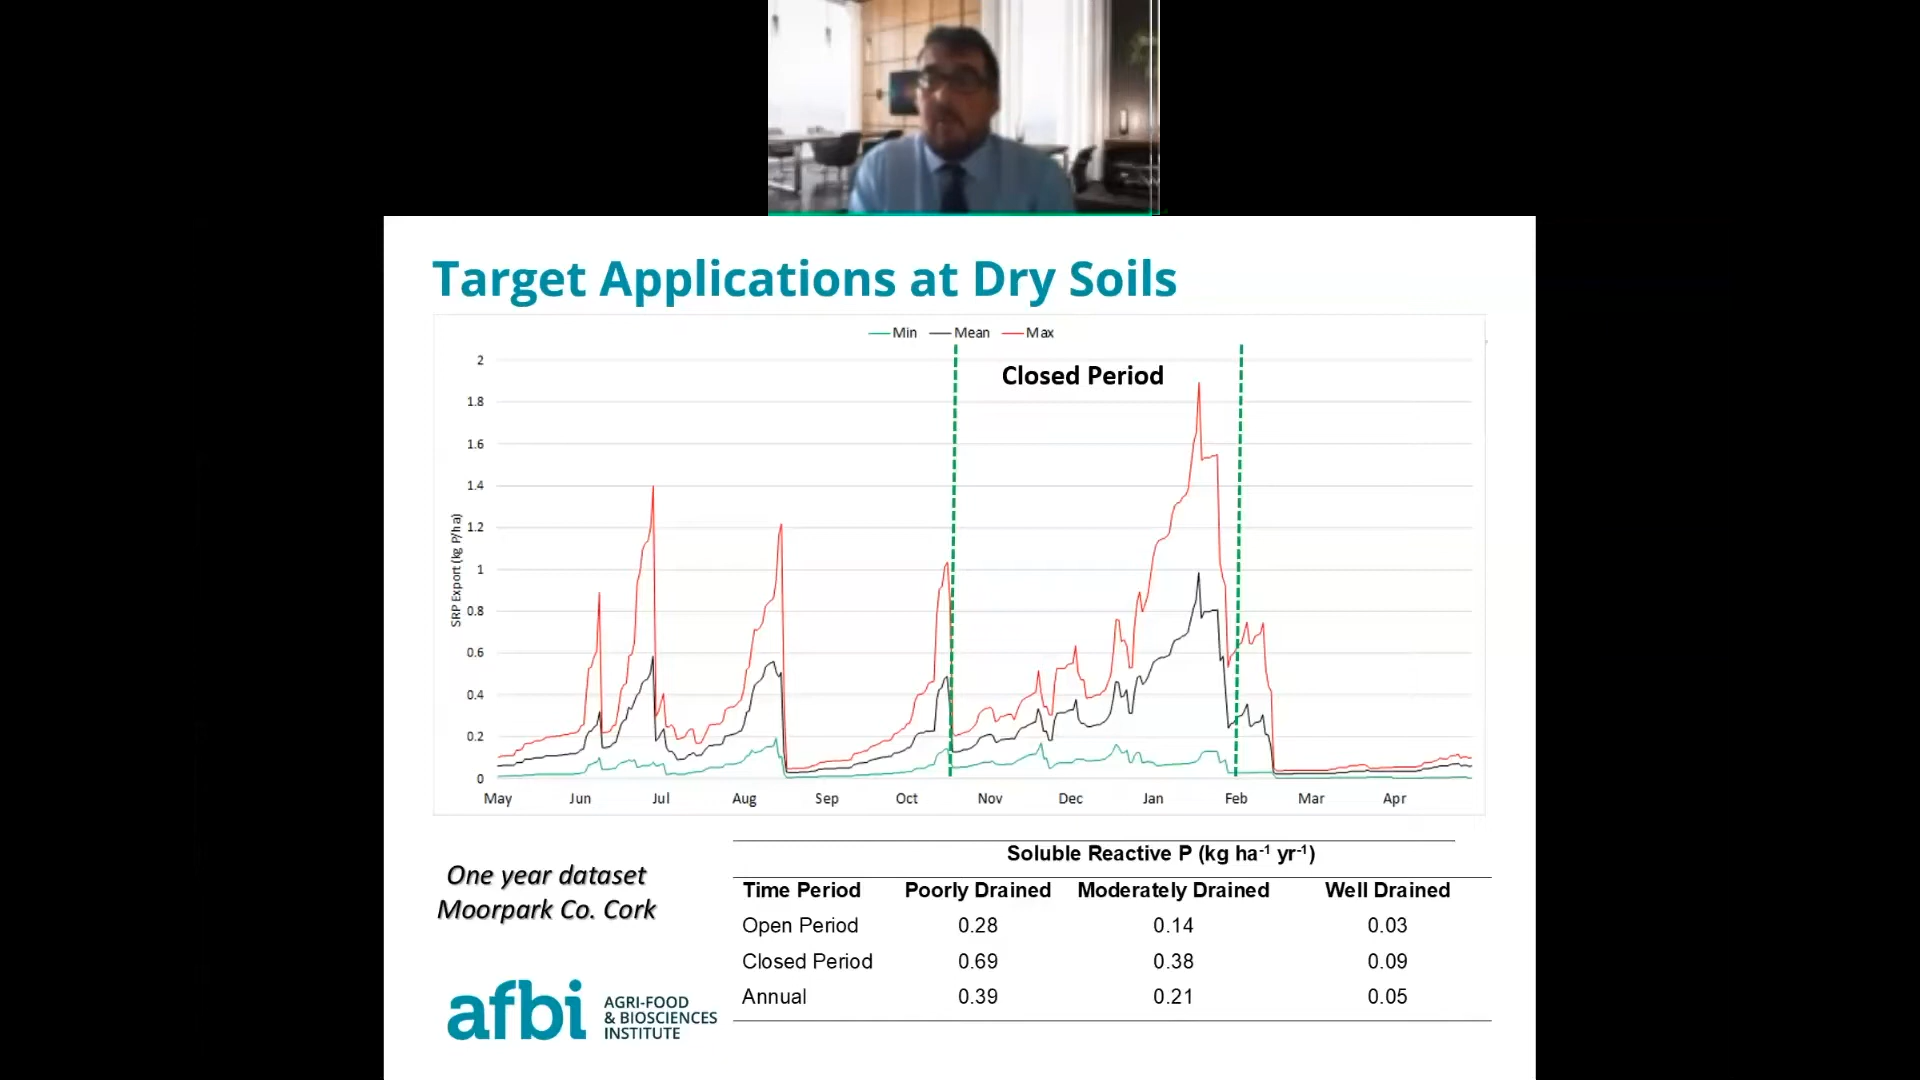 Target Applications at Dry Soils
Min Mean Max
Closed Period
2
1.8
1.6
1.4
1.2
1
0.8
0.6
0.4
0.2
0
SRP Export (kg P/ha)
May Jun Jul Aug Sep Oct Nov Dec Jan Feb Mar Apr
One year dataset
Moorpark Co. Cork
Soluble Reactive P (kg ha-1 yr-1)
Time Period Poorly Drained Moderately Drained Well Drained
Open Period 0.28 0.14 0.03
Closed Period 0.69 0.38 0.09
Annual 0.39 0.21 0.05
afbi
AGRI-FOOD
& BIOSCIENCES
INSTITUTE